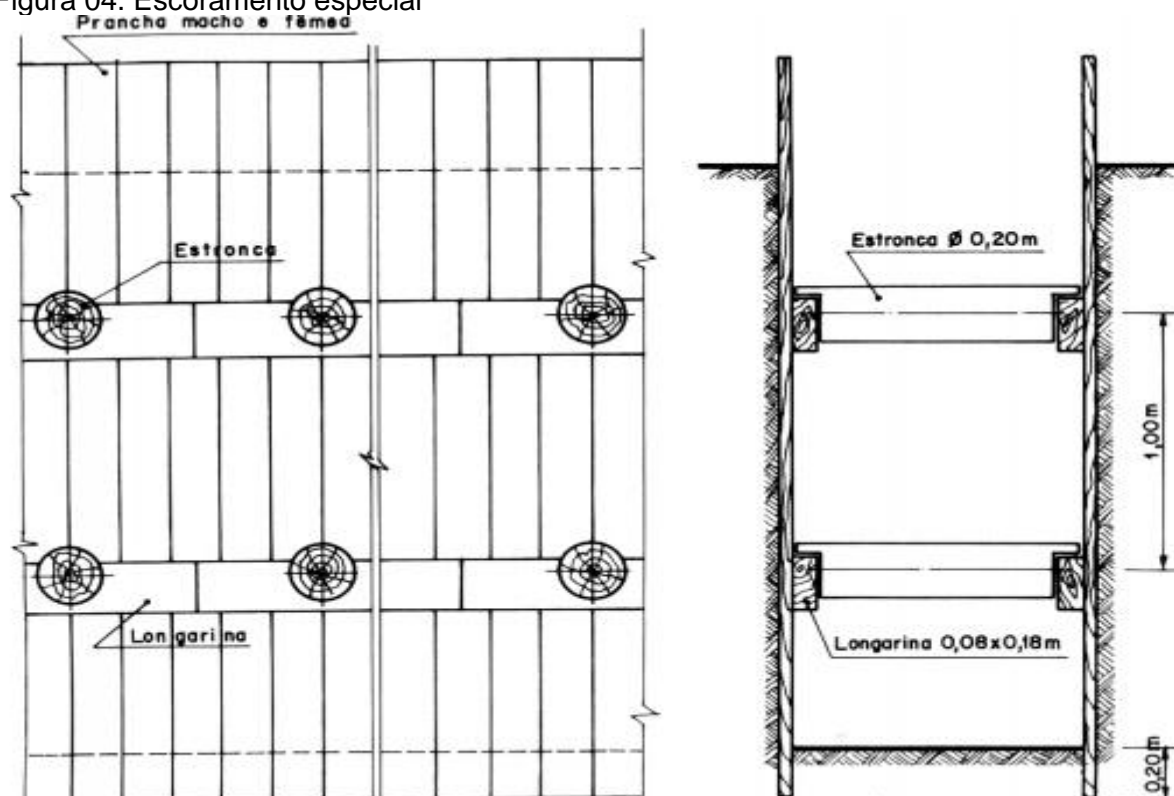 Figura 04: Escoramento especial
Prancha macho e fêmea
Estronca
Longarina
Estronca Ø 0,20m
1,00m
Longarina 0,08x0,18m
0,20m